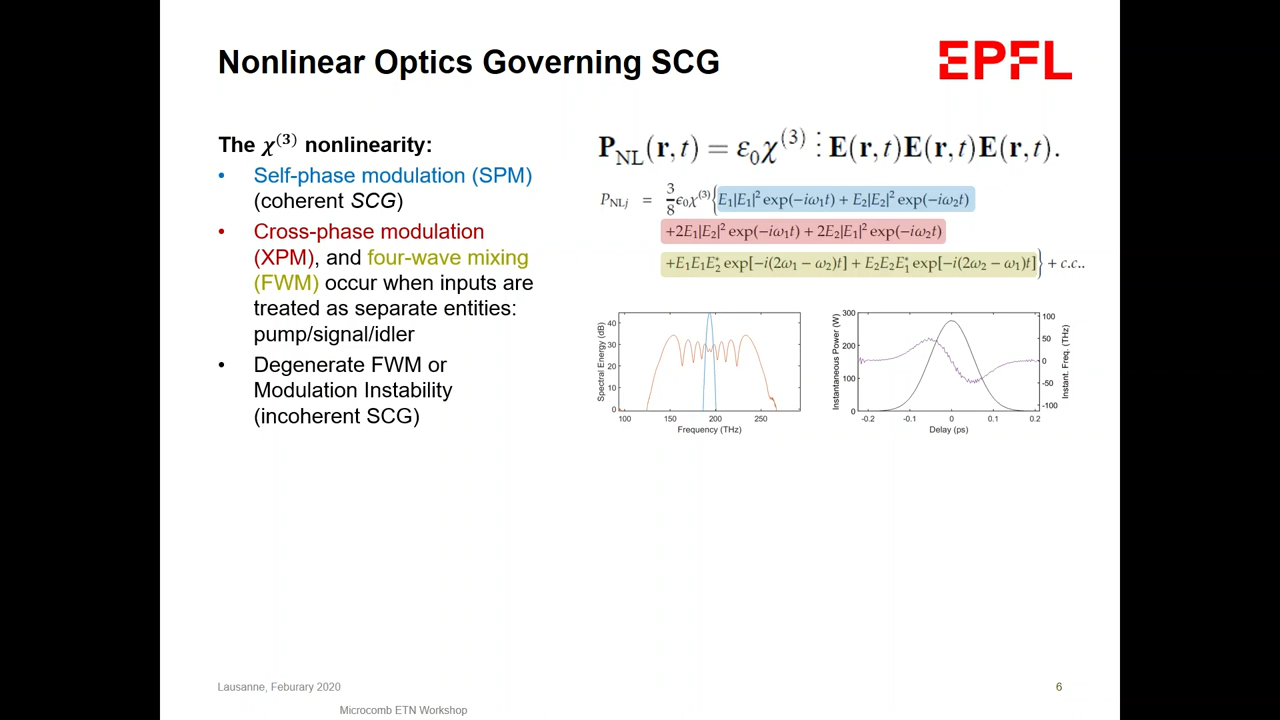 Nonlinear Optics Governing SCG
EPFL
The χ⁽³⁾ nonlinearity:
• Self-phase modulation (SPM)
(coherent SCG)
• Cross-phase modulation
(XPM), and four-wave mixing
(FWM) occur when inputs are
treated as separate entities:
pump/signal/idler
• Degenerate FWM or
Modulation Instability
(incoherent SCG)
P_NL(r, t) = ε₀χ⁽³⁾ ⋮ E(r, t)E(r, t)E(r, t).
P_NLj = 3/8 ϵ₀χ⁽³⁾{E₁|E₁|² exp(−iω₁t) + E₂|E₂|² exp(−iω₂t)
+2E₁|E₂|² exp(−iω₁t) + 2E₂|E₁|² exp(−iω₂t)
+E₁E₁E₂* exp[−i(2ω₁ − ω₂)t] + E₂E₂E₁* exp[−i(2ω₂ − ω₁)t]} + c.c..
Spectral Energy (dB)
40
30
20
10
0
100 150 200 250
Frequency (THz)
Instantaneous Power (W)
300
200
100
0
-0.2 -0.1 0 0.1 0.2
Delay (ps)
100
50
0
-50
-100
Instant. Freq. (THz)
Lausanne, Feburary 2020
6
Microcomb ETN Workshop